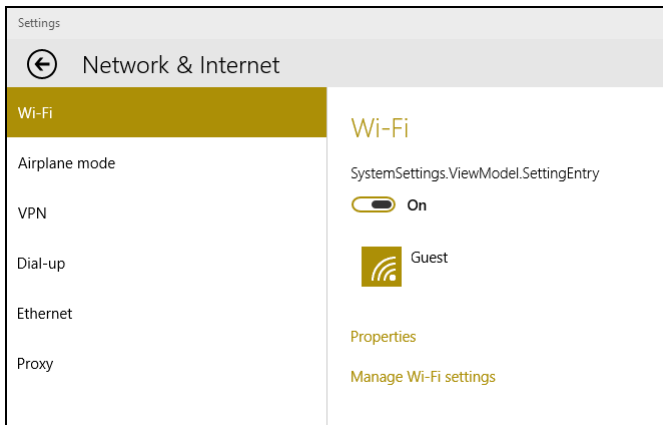 Settings
Network & Internet
Wi-Fi
Airplane mode
VPN
Dial-up
Ethernet
Proxy
Wi-Fi
SystemSettings.ViewModel.SettingEntry
On
Guest
Properties
Manage Wi-Fi settings